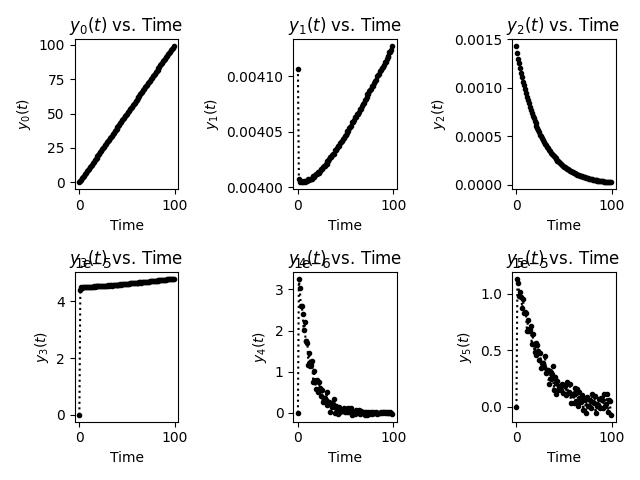 y₀(t) vs. Time
y₁(t) vs. Time
y₂(t) vs. Time
100
75
50
25
0
y₀(t)
0 100
Time
0.00410
0.00405
0.00400
y₁(t)
0 100
Time
0.0015
0.0010
0.0005
0.0000
y₂(t)
0 100
Time
y₃(t) vs. Time
1e−5
y₄(t) vs. Time
1e−6
y₅(t) vs. Time
1e−5
4
2
0
y₃(t)
0 100
Time
3
2
1
0
y₄(t)
0 100
Time
1.0
0.5
0.0
y₅(t)
0 100
Time